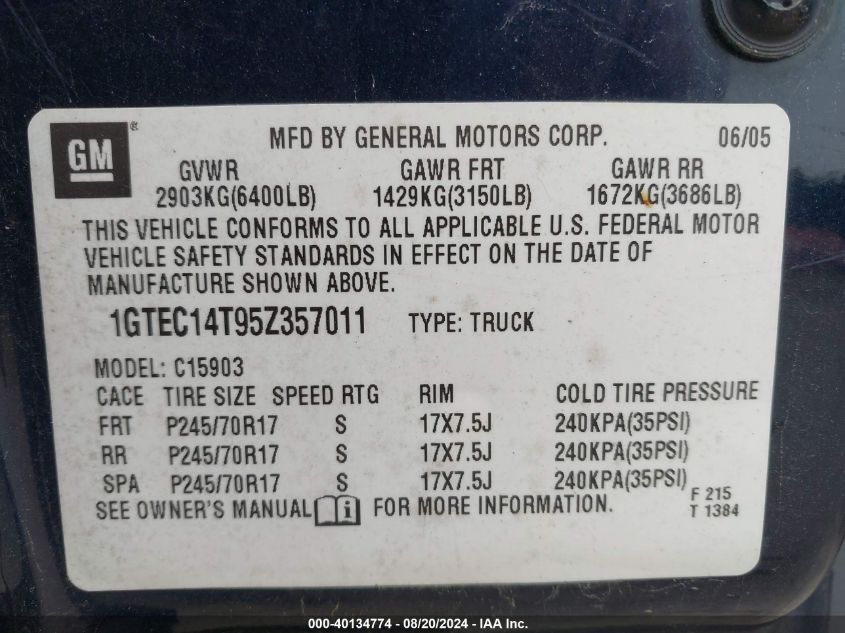 GM ® MFD BY GENERAL MOTORS CORP. 06/05
GVWR GAWR FRT GAWR RR
2903KG(6400LB) 1429KG(3150LB) 1672KG(3686LB)
THIS VEHICLE CONFORMS TO ALL APPLICABLE U.S. FEDERAL MOTOR
VEHICLE SAFETY STANDARDS IN EFFECT ON THE DATE OF
MANUFACTURE SHOWN ABOVE.
1GTEC14T95Z357011 TYPE: TRUCK
MODEL: C15903
CACE TIRE SIZE SPEED RTG RIM COLD TIRE PRESSURE
FRT P245/70R17 S 17X7.5J 240KPA(35PSI)
RR P245/70R17 S 17X7.5J 240KPA(35PSI)
SPA P245/70R17 S 17X7.5J 240KPA(35PSI)
SEE OWNER'S MANUAL i FOR MORE INFORMATION.
F 215
T 1384
000-40134774 - 08/20/2024 - IAA Inc.